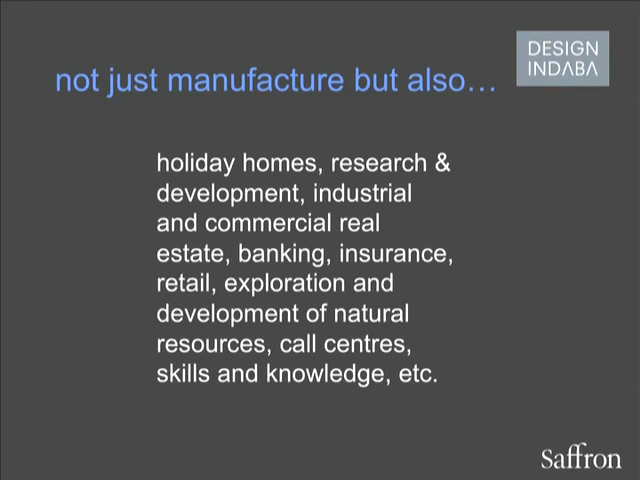 DESIGN
INDABA
not just manufacture but also…
holiday homes, research &
development, industrial
and commercial real
estate, banking, insurance,
retail, exploration and
development of natural
resources, call centres,
skills and knowledge, etc.
Saffron